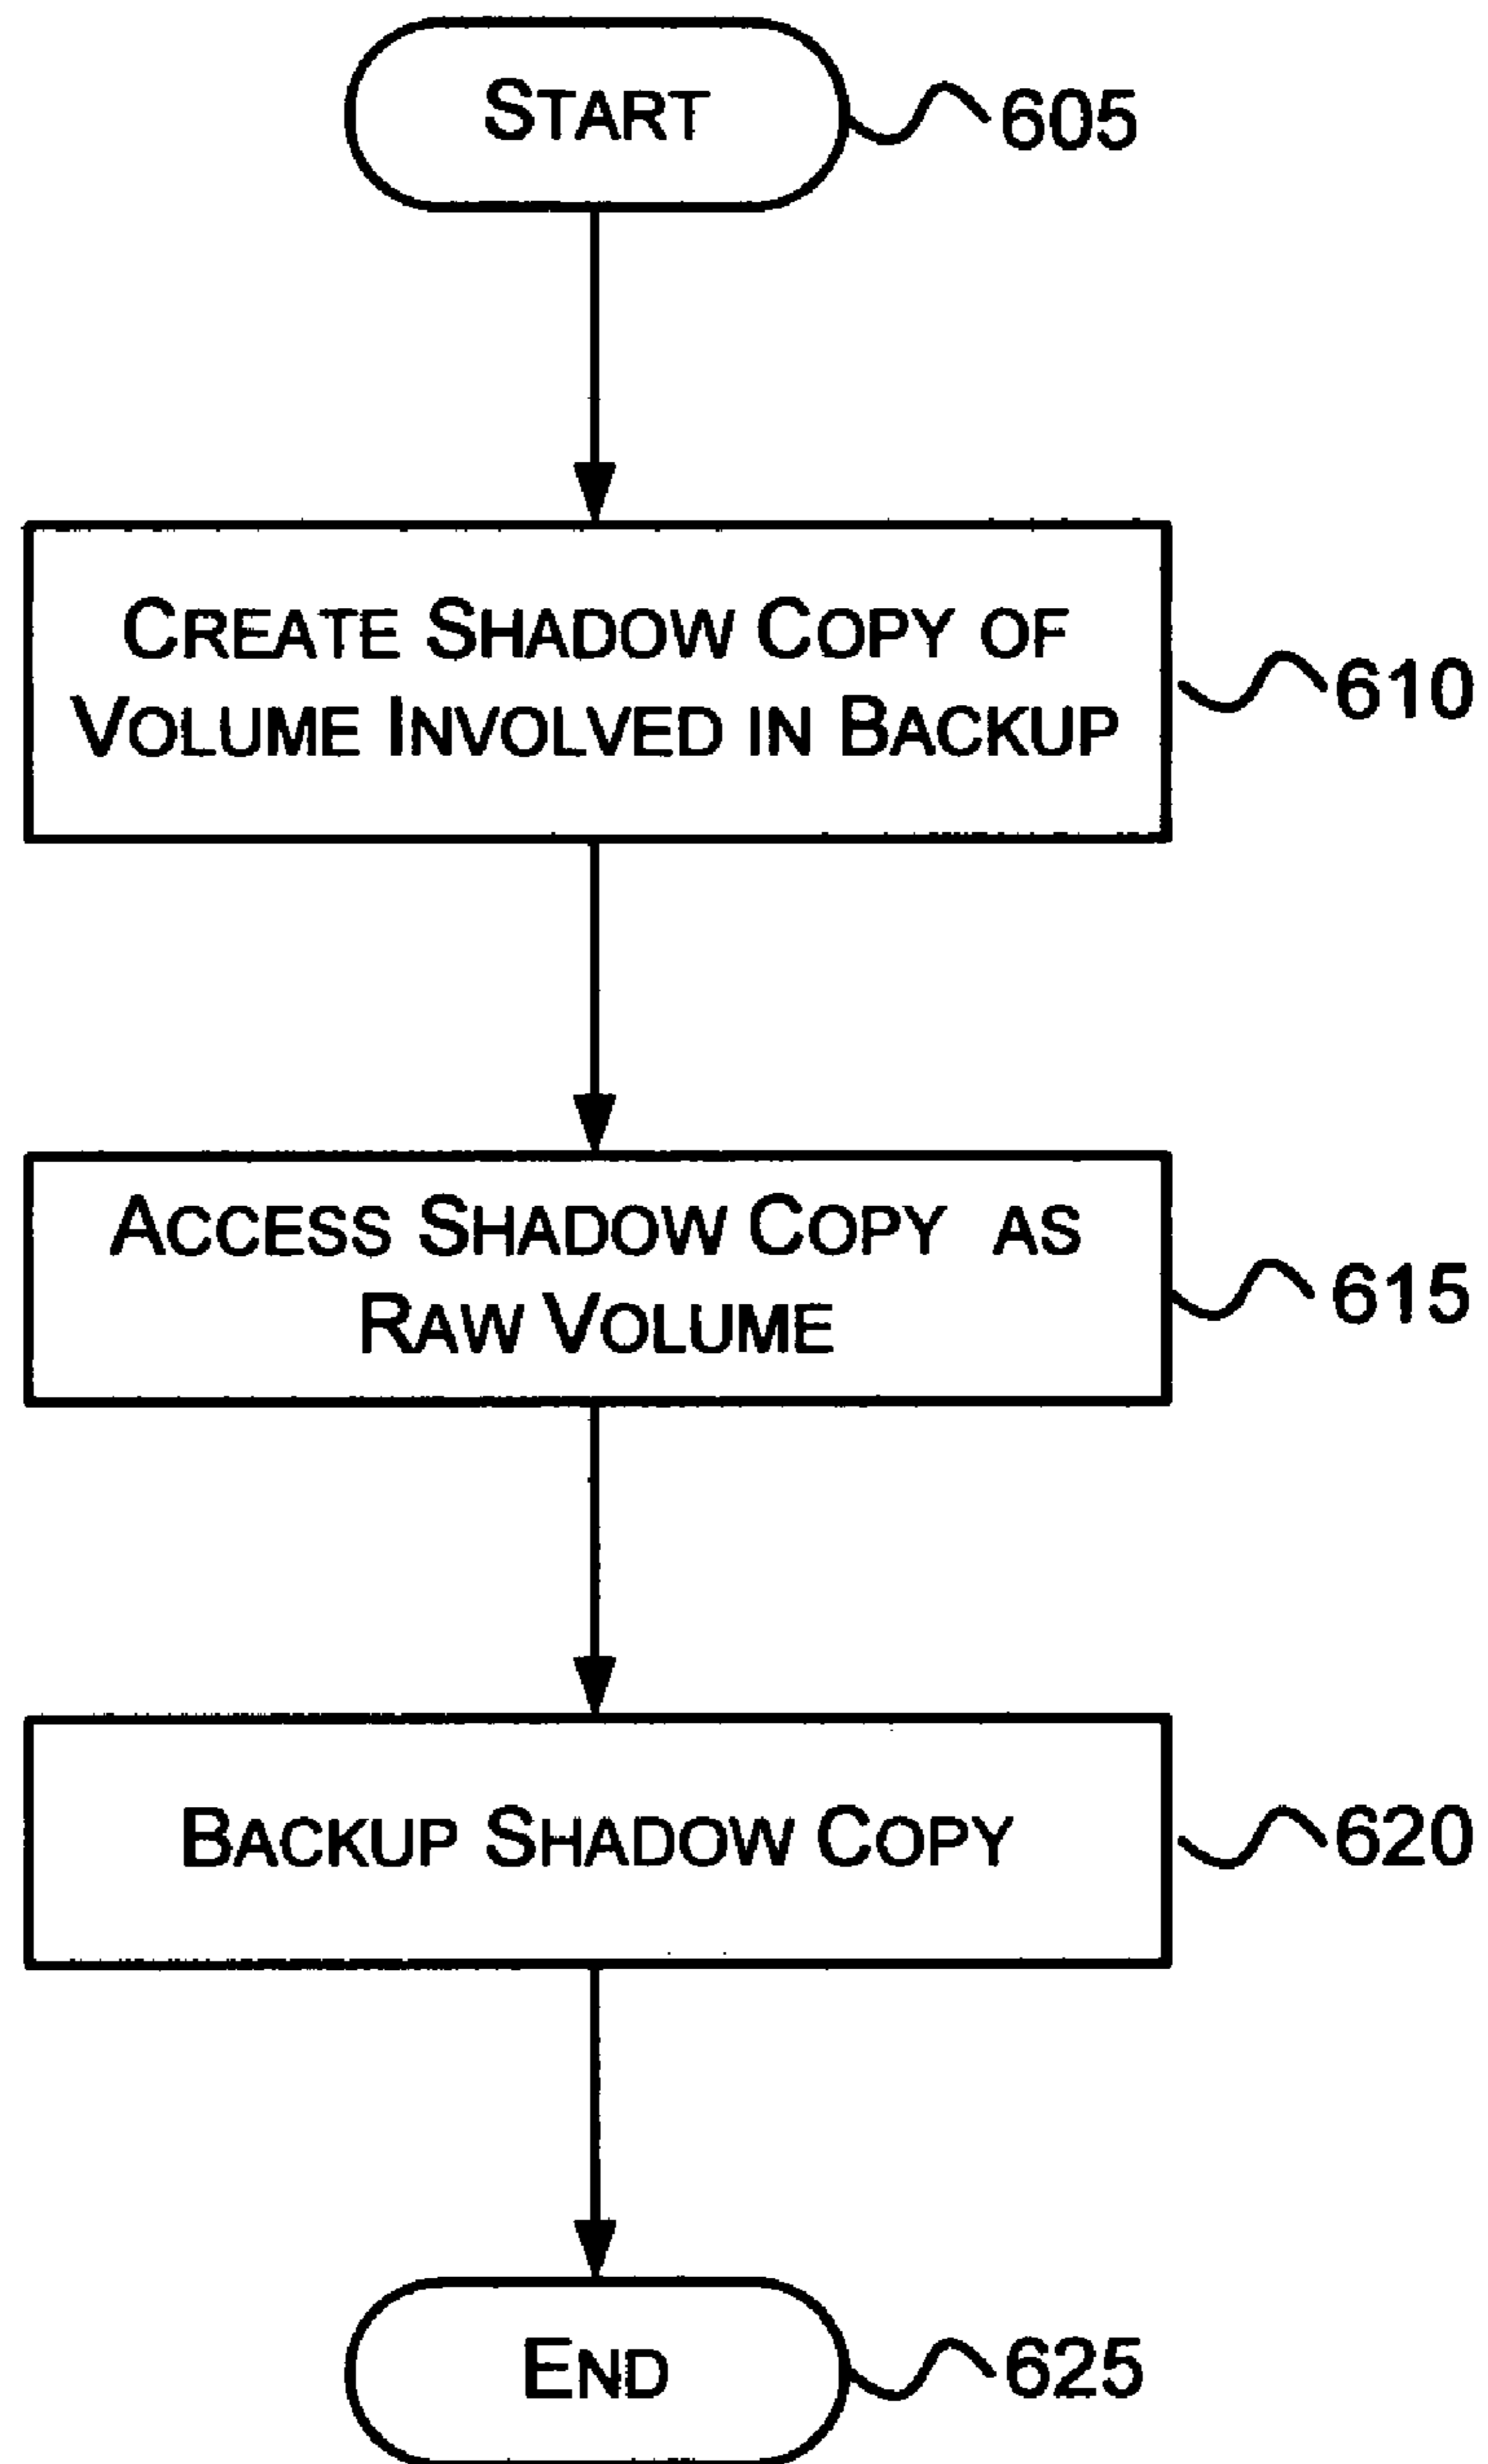 START
605
CREATE SHADOW COPY OF
VOLUME INVOLVED IN BACKUP
610
ACCESS SHADOW COPY AS
RAW VOLUME
615
BACKUP SHADOW COPY
620
END
625